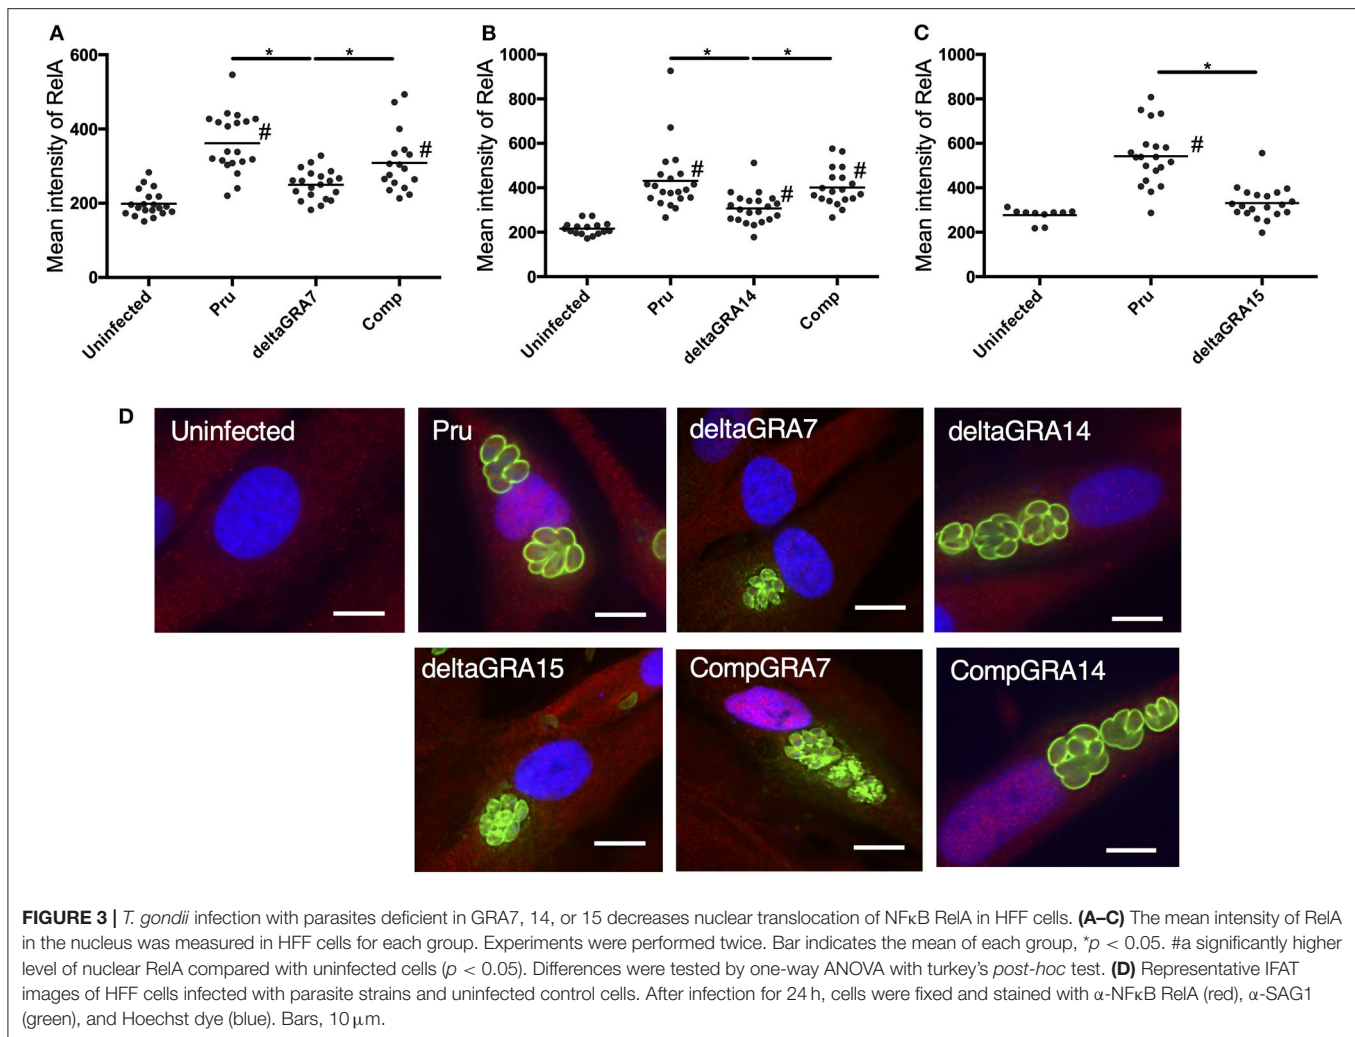 A
Mean intensity of RelA
600
400
200
0
*
*
#
#
Uninfected
Pru
deltaGRA7
Comp
B
Mean intensity of RelA
1000
800
600
400
200
0
*
*
#
#
#
Uninfected
Pru
deltaGRA14
Comp
C
Mean intensity of RelA
1000
800
600
400
200
0
*
#
Uninfected
Pru
deltaGRA15
D
Uninfected
Pru
deltaGRA7
deltaGRA14
deltaGRA15
CompGRA7
CompGRA14
FIGURE 3 | T. gondii infection with parasites deficient in GRA7, 14, or 15 decreases nuclear translocation of NFκB RelA in HFF cells. (A–C) The mean intensity of RelA
in the nucleus was measured in HFF cells for each group. Experiments were performed twice. Bar indicates the mean of each group, *p < 0.05. #a significantly higher
level of nuclear RelA compared with uninfected cells (p < 0.05). Differences were tested by one-way ANOVA with turkey's post-hoc test. (D) Representative IFAT
images of HFF cells infected with parasite strains and uninfected control cells. After infection for 24 h, cells were fixed and stained with α-NFκB RelA (red), α-SAG1
(green), and Hoechst dye (blue). Bars, 10 μm.